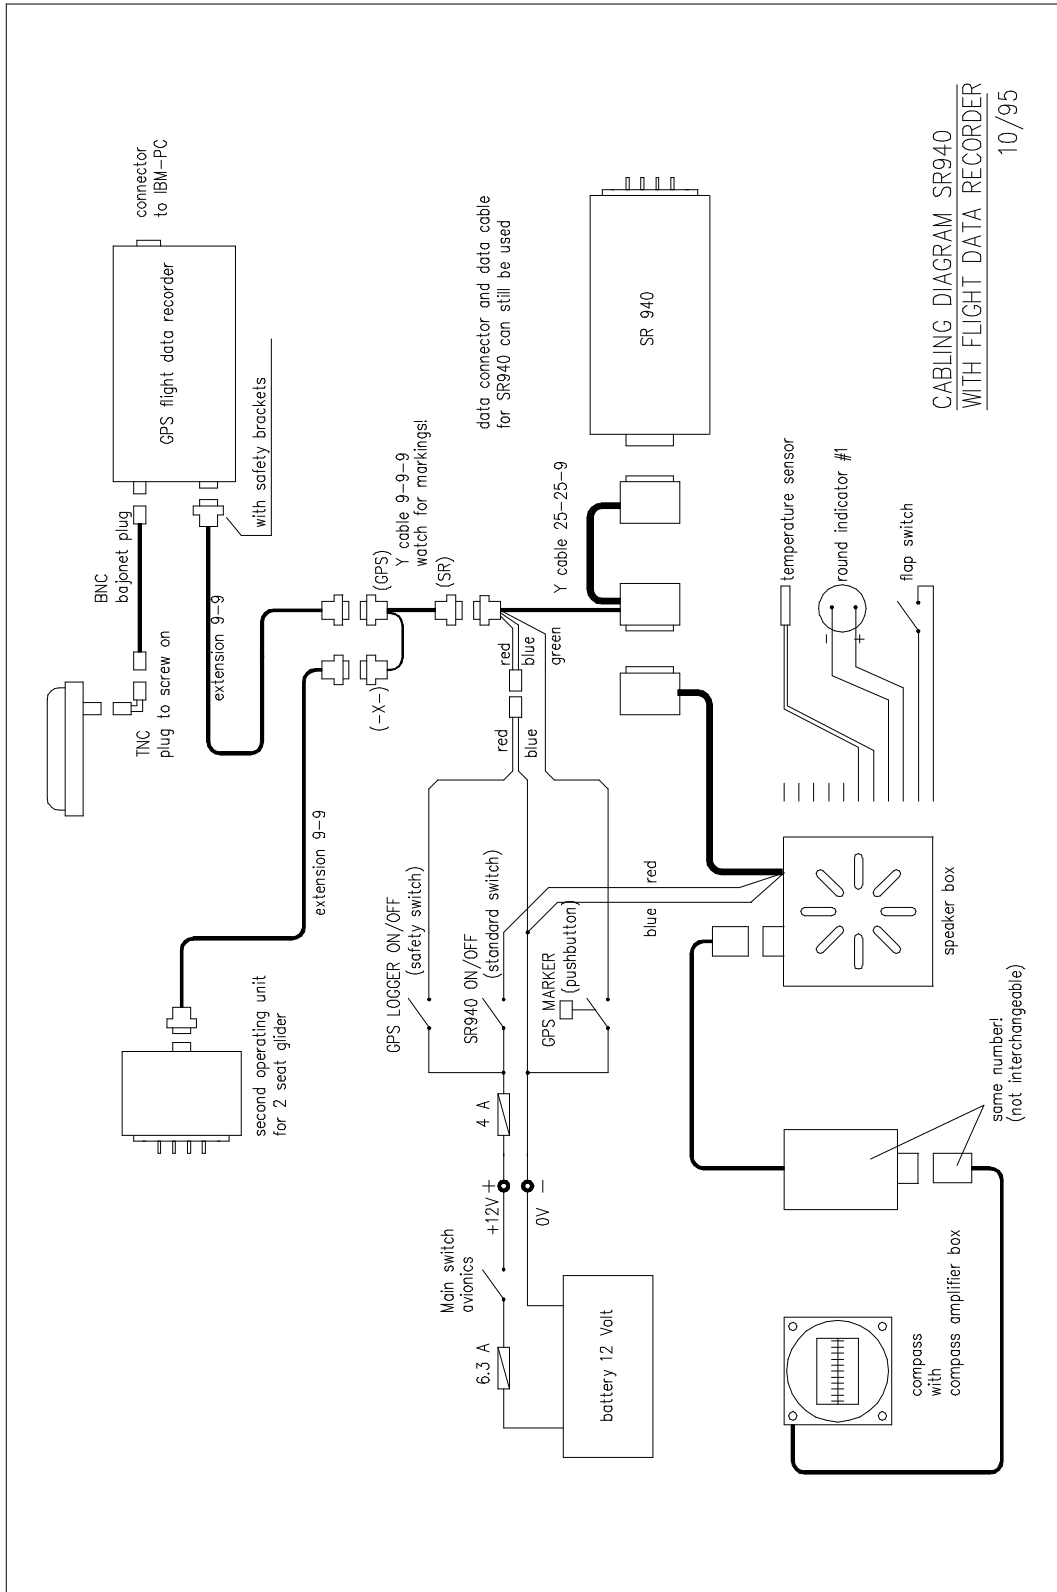 CABLING DIAGRAM SR940
WITH FLIGHT DATA RECORDER
10/95
second operating unit
for 2 seat glider
extension 9-9
TNC
plug to screw on
BNC
bajonet plug
extension 9-9
GPS flight data recorder
connector
to IBM-PC
with safety brackets
(-X-)
(GPS)
Y cable 9-9-9
watch for markings!
(SR)
data connector and data cable
for SR940 can still be used
GPS LOGGER ON/OFF
(safety switch)
SR940 ON/OFF
(standard switch)
GPS MARKER
(pushbutton)
red
blue
red
blue
green
Main switch
avionics
6.3 A
+12V
+
4 A
0V
-
battery 12 Volt
blue
red
Y cable 25-25-9
SR 940
compass
with
compass amplifier box
same number!
(not interchangeable)
speaker box
temperature sensor
-
+
round indicator #1
flap switch